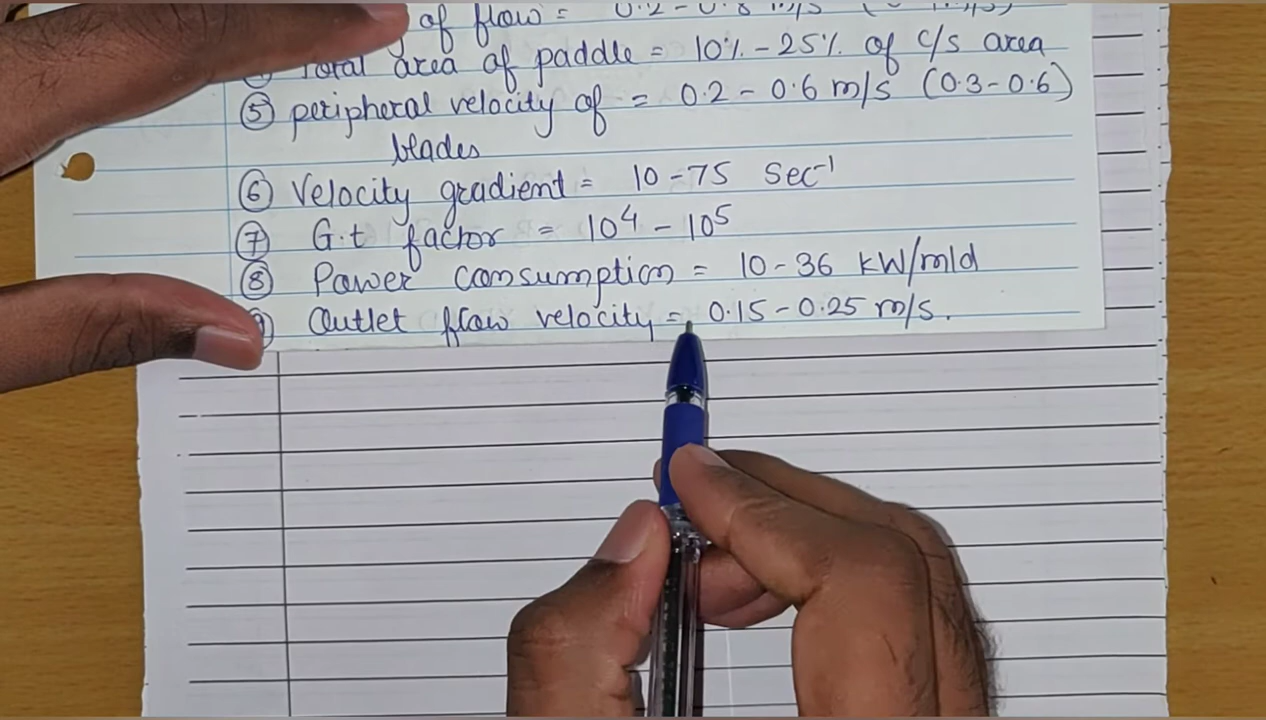 of flow = 0.2 - 0.8 m/s
Total area of paddle = 10% - 25% of c/s area
⑤ peripheral velocity of = 0.2 - 0.6 m/s (0.3-0.6)
blades
⑥ Velocity gradient = 10 -75 Sec⁻¹
⑦ G.t factor = 10⁴ - 10⁵
⑧ Power Consumption = 10-36 kW/mld
⑨ Outlet flow velocity = 0.15 - 0.25 m/s.